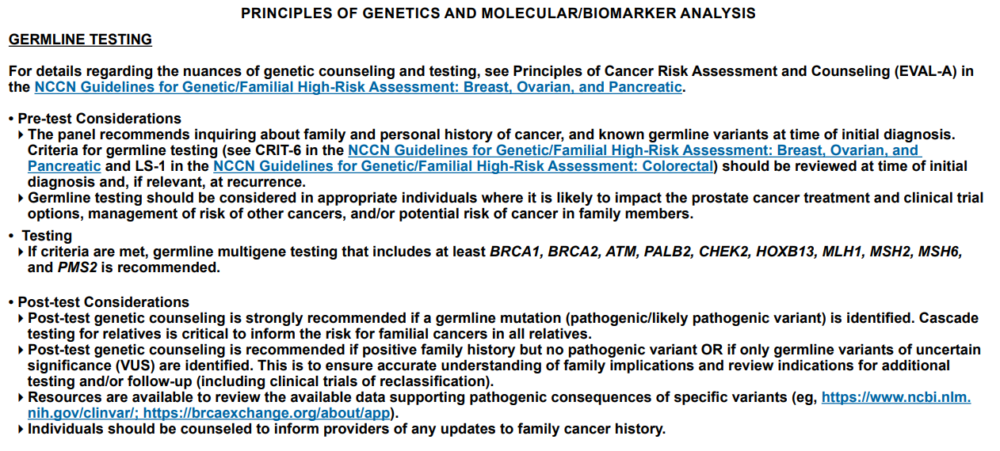 PRINCIPLES OF GENETICS AND MOLECULAR/BIOMARKER ANALYSIS
GERMLINE TESTING
For details regarding the nuances of genetic counseling and testing, see Principles of Cancer Risk Assessment and Counseling (EVAL-A) in
the NCCN Guidelines for Genetic/Familial High-Risk Assessment: Breast, Ovarian, and Pancreatic.
• Pre-test Considerations
The panel recommends inquiring about family and personal history of cancer, and known germline variants at time of initial diagnosis.
Criteria for germline testing (see CRIT-6 in the NCCN Guidelines for Genetic/Familial High-Risk Assessment: Breast, Ovarian, and
Pancreatic and LS-1 in the NCCN Guidelines for Genetic/Familial High-Risk Assessment: Colorectal) should be reviewed at time of initial
diagnosis and, if relevant, at recurrence.
Germline testing should be considered in appropriate individuals where it is likely to impact the prostate cancer treatment and clinical trial
options, management of risk of other cancers, and/or potential risk of cancer in family members.
• Testing
If criteria are met, germline multigene testing that includes at least BRCA1, BRCA2, ATM, PALB2, CHEK2, HOXB13, MLH1, MSH2, MSH6,
and PMS2 is recommended.
• Post-test Considerations
Post-test genetic counseling is strongly recommended if a germline mutation (pathogenic/likely pathogenic variant) is identified. Cascade
testing for relatives is critical to inform the risk for familial cancers in all relatives.
Post-test genetic counseling is recommended if positive family history but no pathogenic variant OR if only germline variants of uncertain
significance (VUS) are identified. This is to ensure accurate understanding of family implications and review indications for additional
testing and/or follow-up (including clinical trials of reclassification).
Resources are available to review the available data supporting pathogenic consequences of specific variants (eg, https://www.ncbi.nlm.
nih.gov/clinvar/; https://brcaexchange.org/about/app).
Individuals should be counseled to inform providers of any updates to family cancer history.